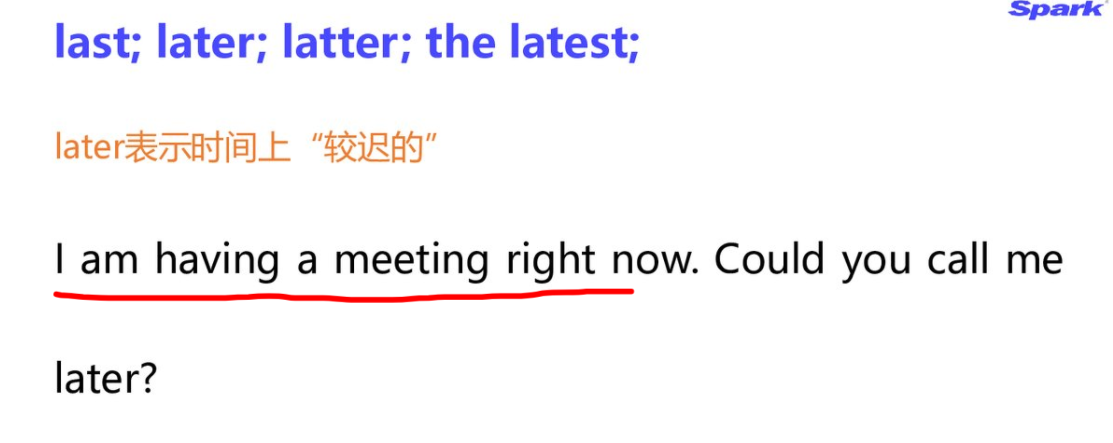 Spark
last; later; latter; the latest;
later表示时间上“较迟的”
I am having a meeting right now. Could you call me
later?